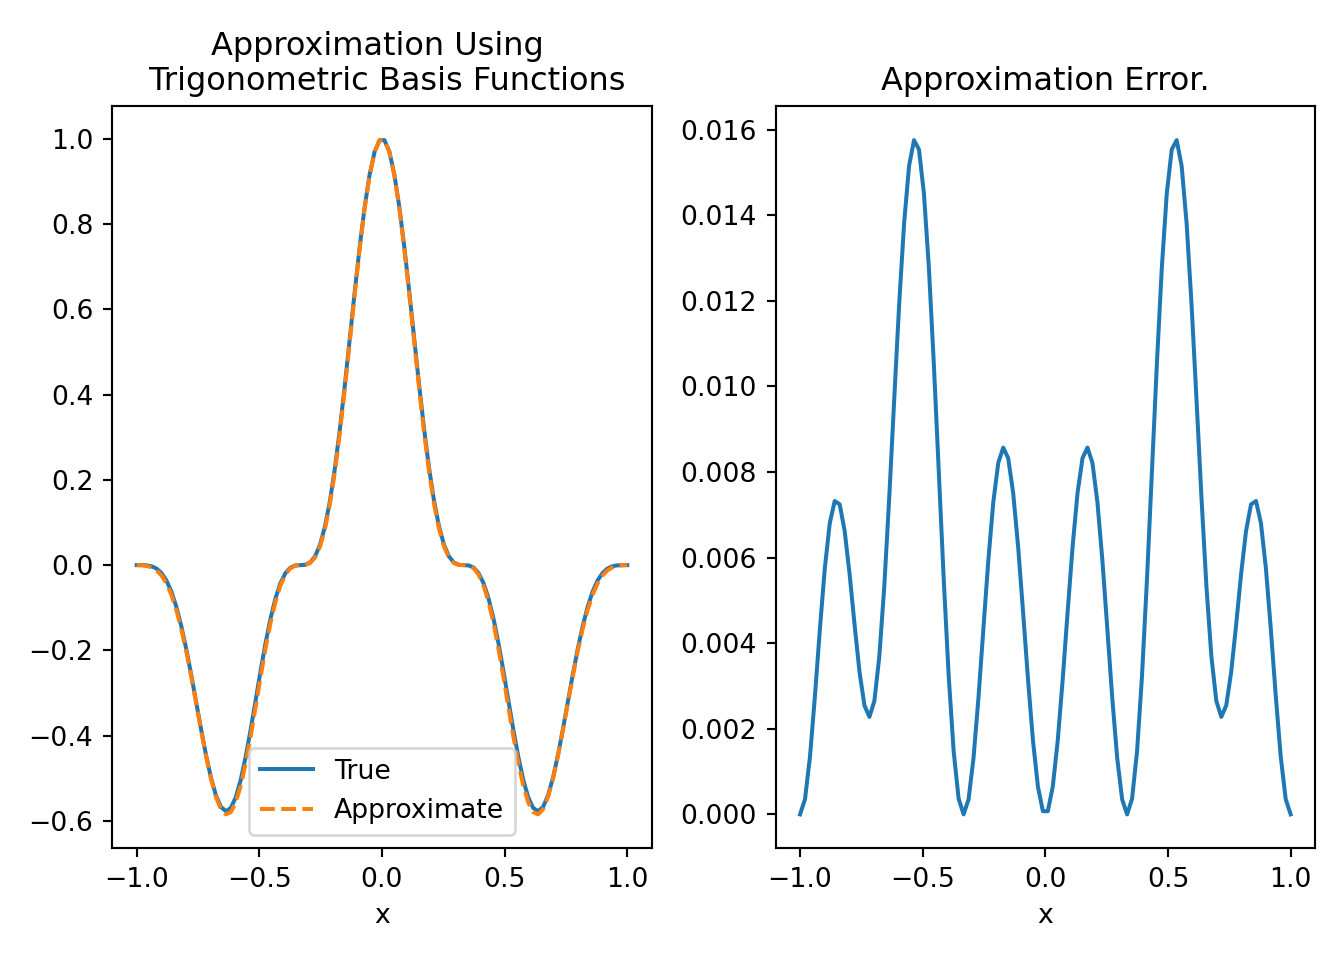 Approximation Using
Trigonometric Basis Functions
1.0
0.8
0.6
0.4
0.2
0.0
−0.2
−0.4
−0.6
True
Approximate
−1.0 −0.5 0.0 0.5 1.0
x
Approximation Error.
0.016
0.014
0.012
0.010
0.008
0.006
0.004
0.002
0.000
−1.0 −0.5 0.0 0.5 1.0
x